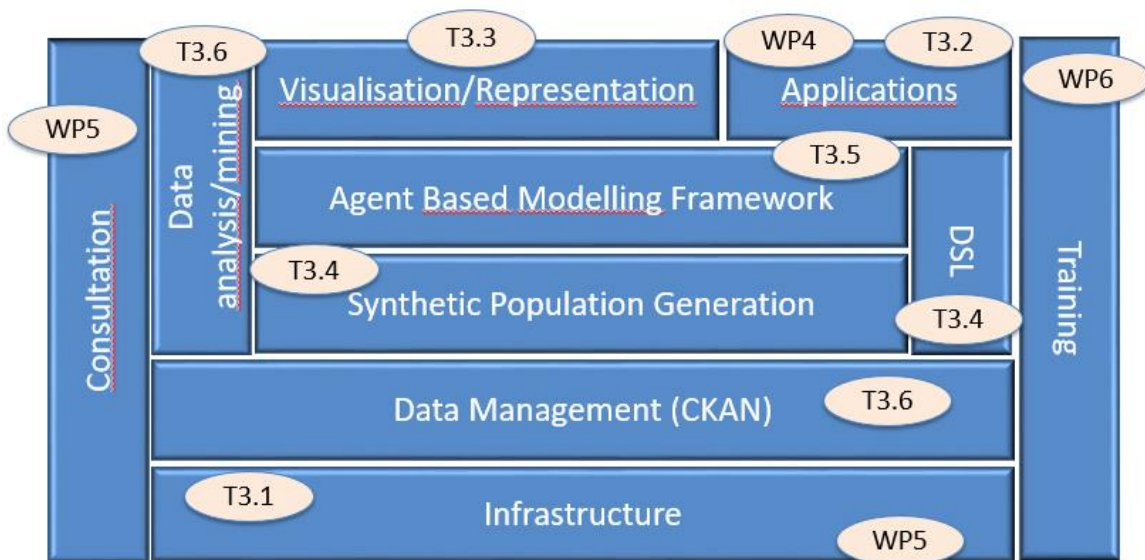 T3.6
T3.3
WP4
T3.2
Visualisation/Representation
Applications
WP6
WP5
Data
analysis/mining
T3.5
Agent Based Modelling Framework
DSL
T3.4
Synthetic Population Generation
T3.4
Consultation
Training
Data Management (CKAN)
T3.6
T3.1
Infrastructure
WP5